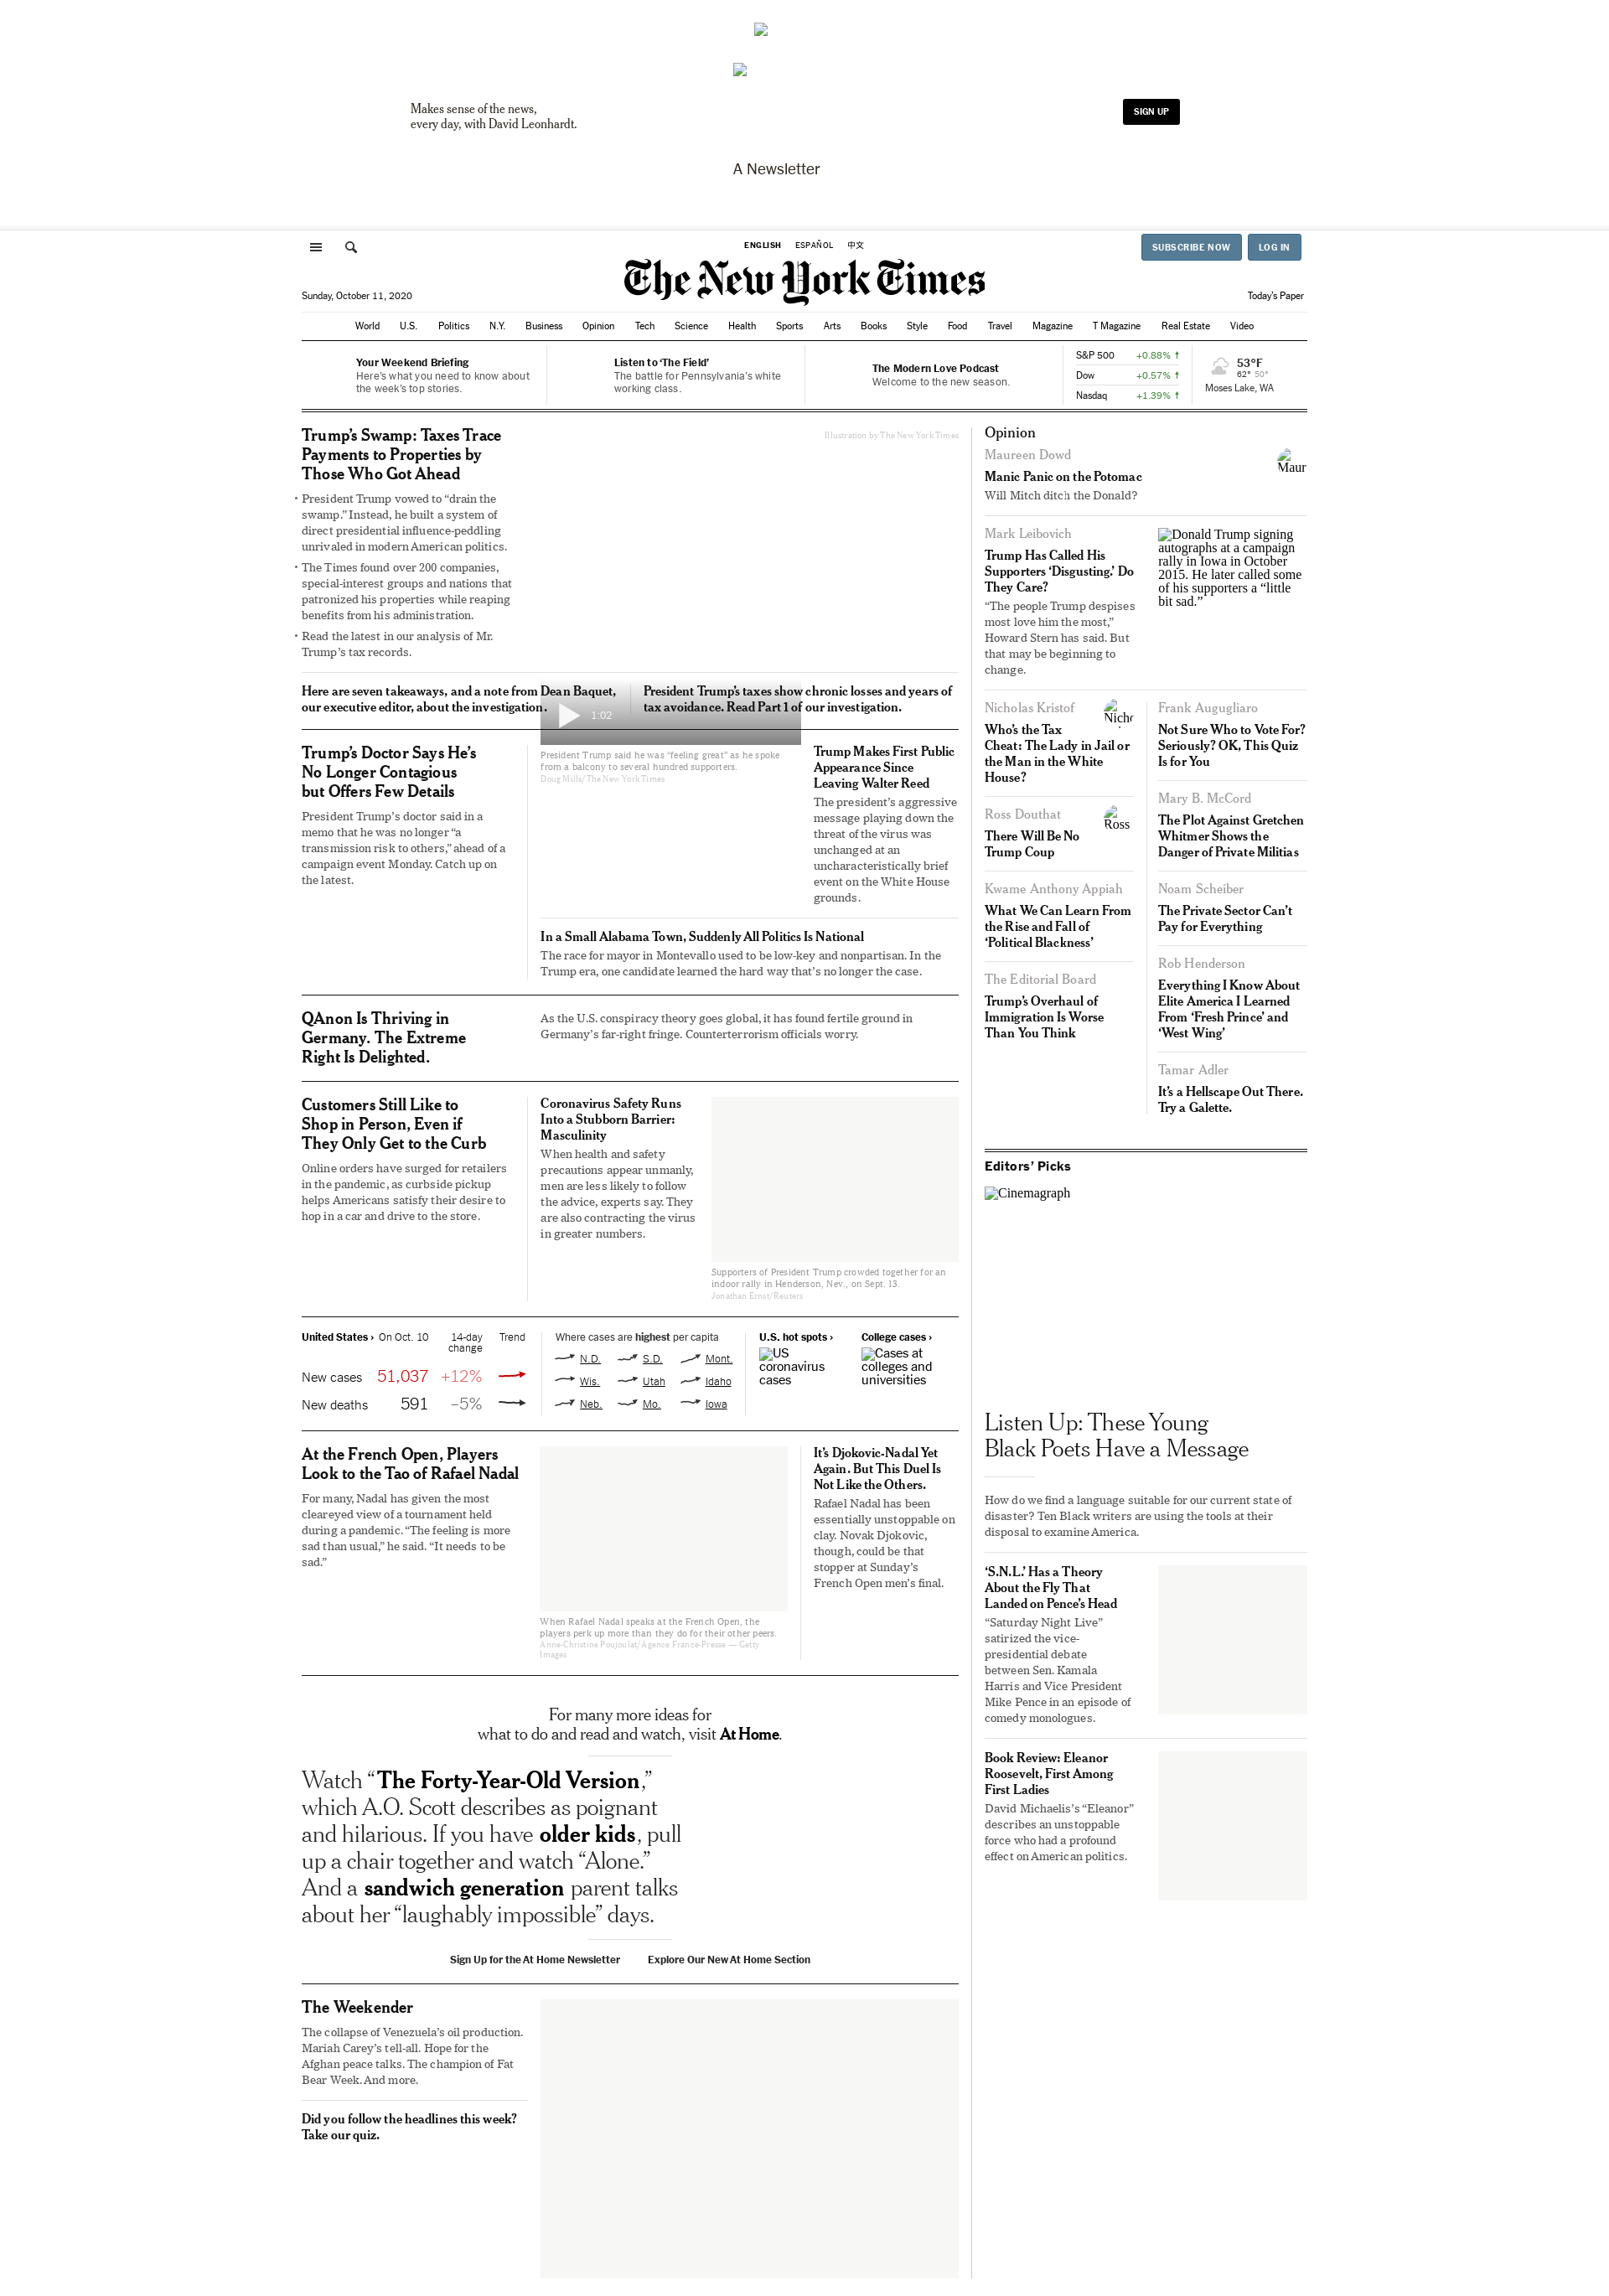 Makes sense of the news,
every day, with David Leonhardt.
SIGN UP
A Newsletter
ENGLISH ESPAÑOL 中文
SUBSCRIBE NOW LOG IN
The New York Times
Sunday, October 11, 2020
Today's Paper
World U.S. Politics N.Y. Business Opinion Tech Science Health Sports Arts Books Style Food Travel Magazine T Magazine Real Estate Video
Your Weekend Briefing
Here's what you need to know about
the week's top stories.
Listen to ‘The Field’
The battle for Pennsylvania's white
working class.
The Modern Love Podcast
Welcome to the new season.
S&P 500 +0.88% ↑
Dow +0.57% ↑
Nasdaq +1.39% ↑
53°F
62° 50°
Moses Lake, WA
Trump’s Swamp: Taxes Trace
Payments to Properties by
Those Who Got Ahead
• President Trump vowed to “drain the
swamp.” Instead, he built a system of
direct presidential influence-peddling
unrivaled in modern American politics.
• The Times found over 200 companies,
special-interest groups and nations that
patronized his properties while reaping
benefits from his administration.
• Read the latest in our analysis of Mr.
Trump’s tax records.
Illustration by The New York Times
Here are seven takeaways, and a note from Dean Baquet,
our executive editor, about the investigation.
President Trump’s taxes show chronic losses and years of
tax avoidance. Read Part 1 of our investigation.
1:02
Trump’s Doctor Says He’s
No Longer Contagious
but Offers Few Details
President Trump’s doctor said in a
memo that he was no longer “a
transmission risk to others,” ahead of a
campaign event Monday. Catch up on
the latest.
President Trump said he was “feeling great” as he spoke
from a balcony to several hundred supporters.
Doug Mills/The New York Times
Trump Makes First Public
Appearance Since
Leaving Walter Reed
The president’s aggressive
message playing down the
threat of the virus was
unchanged at an
uncharacteristically brief
event on the White House
grounds.
In a Small Alabama Town, Suddenly All Politics Is National
The race for mayor in Montevallo used to be low-key and nonpartisan. In the
Trump era, one candidate learned the hard way that’s no longer the case.
QAnon Is Thriving in
Germany. The Extreme
Right Is Delighted.
As the U.S. conspiracy theory goes global, it has found fertile ground in
Germany’s far-right fringe. Counterterrorism officials worry.
Customers Still Like to
Shop in Person, Even if
They Only Get to the Curb
Online orders have surged for retailers
in the pandemic, as curbside pickup
helps Americans satisfy their desire to
hop in a car and drive to the store.
Coronavirus Safety Runs
Into a Stubborn Barrier:
Masculinity
When health and safety
precautions appear unmanly,
men are less likely to follow
the advice, experts say. They
are also contracting the virus
in greater numbers.
Supporters of President Trump crowded together for an
indoor rally in Henderson, Nev., on Sept. 13.
Jonathan Ernst/Reuters
United States › On Oct. 10 14-day
change Trend
New cases 51,037 +12%
New deaths 591 –5%
Where cases are highest per capita
N.D. S.D. Mont.
Wis. Utah Idaho
Neb. Mo. Iowa
U.S. hot spots ›
US
coronavirus
cases
College cases ›
Cases at
colleges and
universities
At the French Open, Players
Look to the Tao of Rafael Nadal
For many, Nadal has given the most
cleareyed view of a tournament held
during a pandemic. “The feeling is more
sad than usual,” he said. “It needs to be
sad.”
When Rafael Nadal speaks at the French Open, the
players perk up more than they do for their other peers.
Anne-Christine Poujoulat/Agence France-Presse — Getty
Images
It’s Djokovic-Nadal Yet
Again. But This Duel Is
Not Like the Others.
Rafael Nadal has been
essentially unstoppable on
clay. Novak Djokovic,
though, could be that
stopper at Sunday’s
French Open men’s final.
For many more ideas for
what to do and read and watch, visit At Home.
Watch “The Forty-Year-Old Version,”
which A.O. Scott describes as poignant
and hilarious. If you have older kids, pull
up a chair together and watch “Alone.”
And a sandwich generation parent talks
about her “laughably impossible” days.
Sign Up for the At Home Newsletter
Explore Our New At Home Section
The Weekender
The collapse of Venezuela’s oil production.
Mariah Carey’s tell-all. Hope for the
Afghan peace talks. The champion of Fat
Bear Week. And more.
Did you follow the headlines this week?
Take our quiz.
Opinion
Maureen Dowd
Manic Panic on the Potomac
Will Mitch ditch the Donald?
Maur
Mark Leibovich
Trump Has Called His
Supporters ‘Disgusting.’ Do
They Care?
“The people Trump despises
most love him the most,”
Howard Stern has said. But
that may be beginning to
change.
Donald Trump signing
autographs at a campaign
rally in Iowa in October
2015. He later called some
of his supporters a “little
bit sad.”
Nicholas Kristof
Who’s the Tax
Cheat: The Lady in Jail or
the Man in the White
House?
Nicho
Ross Douthat
There Will Be No
Trump Coup
Ross
Kwame Anthony Appiah
What We Can Learn From
the Rise and Fall of
‘Political Blackness’
The Editorial Board
Trump’s Overhaul of
Immigration Is Worse
Than You Think
Frank Augugliaro
Not Sure Who to Vote For?
Seriously? OK, This Quiz
Is for You
Mary B. McCord
The Plot Against Gretchen
Whitmer Shows the
Danger of Private Militias
Noam Scheiber
The Private Sector Can’t
Pay for Everything
Rob Henderson
Everything I Know About
Elite America I Learned
From ‘Fresh Prince’ and
‘West Wing’
Tamar Adler
It’s a Hellscape Out There.
Try a Galette.
Editors’ Picks
Cinemagraph
Listen Up: These Young
Black Poets Have a Message
How do we find a language suitable for our current state of
disaster? Ten Black writers are using the tools at their
disposal to examine America.
‘S.N.L.’ Has a Theory
About the Fly That
Landed on Pence’s Head
“Saturday Night Live”
satirized the vice-
presidential debate
between Sen. Kamala
Harris and Vice President
Mike Pence in an episode of
comedy monologues.
Book Review: Eleanor
Roosevelt, First Among
First Ladies
David Michaelis’s “Eleanor”
describes an unstoppable
force who had a profound
effect on American politics.